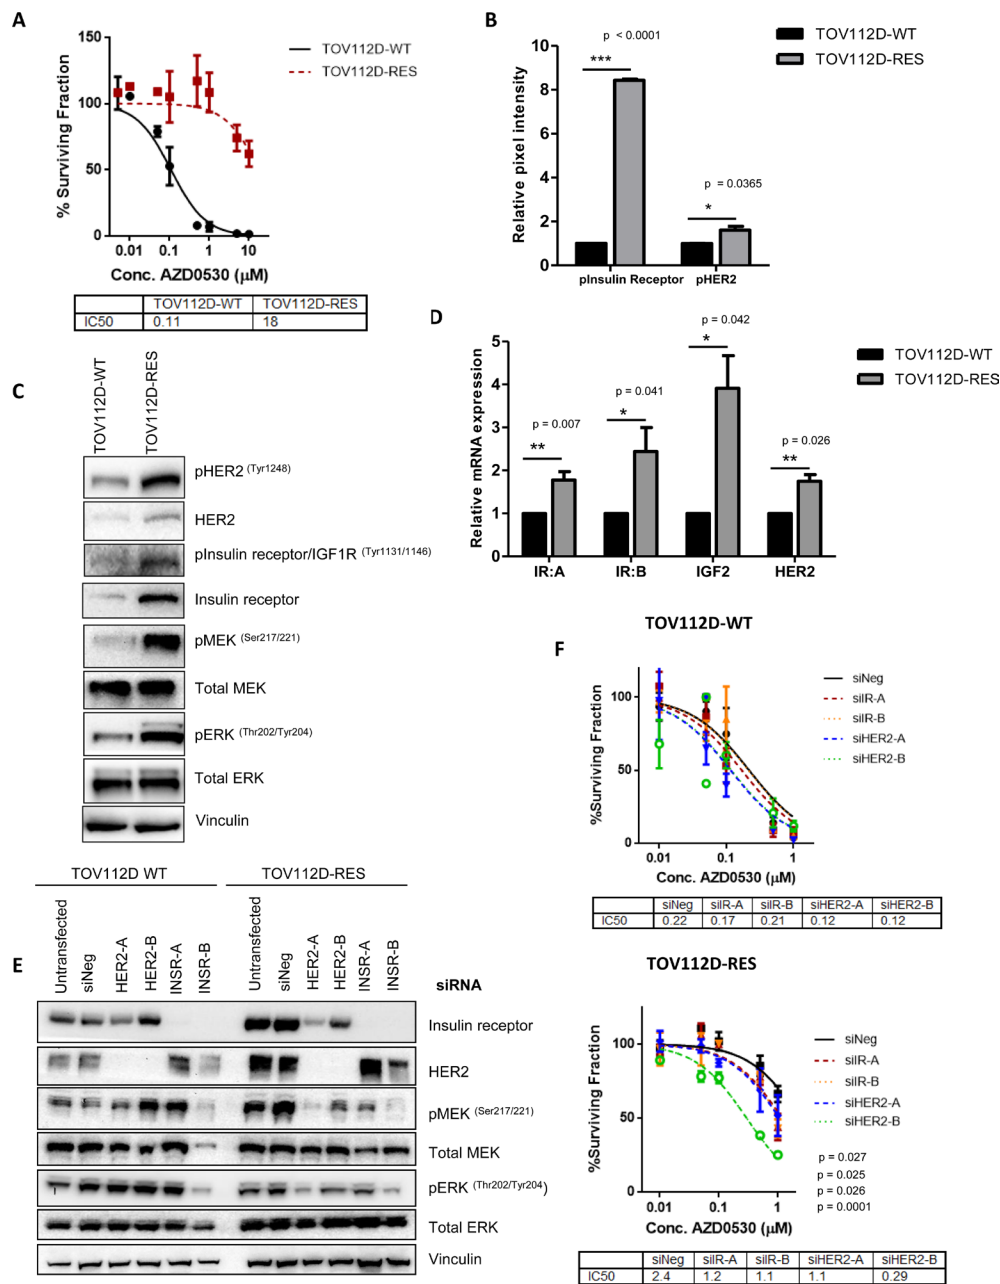 A
150
100
50
0
% Surviving Fraction
0.01 0.1 1 10
Conc. AZD0530 (μM)
TOV112D-WT
TOV112D-RES
TOV112D-WT TOV112D-RES
IC50 0.11 18
B
p < 0.0001
***
p = 0.0365
*
10
8
6
4
2
0
Relative pixel intensity
pInsulin Receptor pHER2
TOV112D-WT
TOV112D-RES
C
TOV112D-WT
TOV112D-RES
pHER2 (Tyr1248)
HER2
pInsulin receptor/IGF1R (Tyr1131/1146)
Insulin receptor
pMEK (Ser217/221)
Total MEK
pERK (Thr202/Tyr204)
Total ERK
Vinculin
D
p = 0.042
*
p = 0.041
*
p = 0.007
**
p = 0.026
**
5
4
3
2
1
0
Relative mRNA expression
IR:A IR:B IGF2 HER2
TOV112D-WT
TOV112D-RES
TOV112D WT TOV112D-RES
E
Untransfected
siNeg
HER2-A
HER2-B
INSR-A
INSR-B
Untransfected
siNeg
HER2-A
HER2-B
INSR-A
INSR-B
siRNA
Insulin receptor
HER2
pMEK (Ser217/221)
Total MEK
pERK (Thr202/Tyr204)
Total ERK
Vinculin
TOV112D-WT
F
100
50
0
%Surviving Fraction
0.01 0.1 1
Conc. AZD0530 (μM)
siNeg
siIR-A
siIR-B
siHER2-A
siHER2-B
siNeg siIR-A siIR-B siHER2-A siHER2-B
IC50 0.22 0.17 0.21 0.12 0.12
TOV112D-RES
100
50
0
%Surviving Fraction
0.01 0.1 1
Conc. AZD0530 (μM)
siNeg
siIR-A
siIR-B
siHER2-A
siHER2-B
p = 0.027
p = 0.025
p = 0.026
p = 0.0001
siNeg siIR-A siIR-B siHER2-A siHER2-B
IC50 2.4 1.2 1.1 1.1 0.29